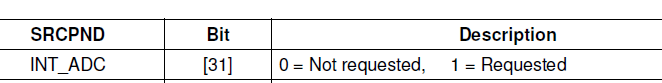 SRCPND Bit Description
INT_ADC [31] 0 = Not requested, 1 = Requested